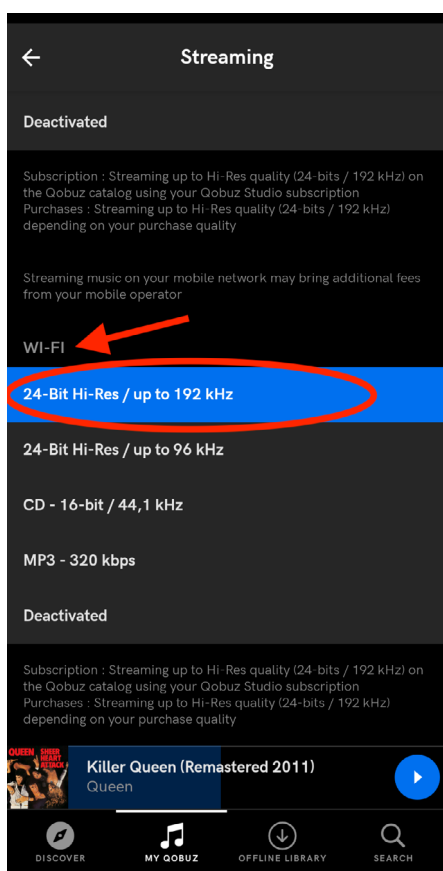 Streaming
Deactivated
Subscription : Streaming up to Hi-Res quality (24-bits / 192 kHz) on
the Qobuz catalog using your Qobuz Studio subscription
Purchases : Streaming up to Hi-Res quality (24-bits / 192 kHz)
depending on your purchase quality
Streaming music on your mobile network may bring additional fees
from your mobile operator
WI-FI
24-Bit Hi-Res / up to 192 kHz
24-Bit Hi-Res / up to 96 kHz
CD - 16-bit / 44,1 kHz
MP3 - 320 kbps
Deactivated
Subscription : Streaming up to Hi-Res quality (24-bits / 192 kHz) on
the Qobuz catalog using your Qobuz Studio subscription
Purchases : Streaming up to Hi-Res quality (24-bits / 192 kHz)
depending on your purchase quality
QUEEN SHEER
HEART
ATTACK
Killer Queen (Remastered 2011)
Queen
DISCOVER MY QOBUZ OFFLINE LIBRARY SEARCH